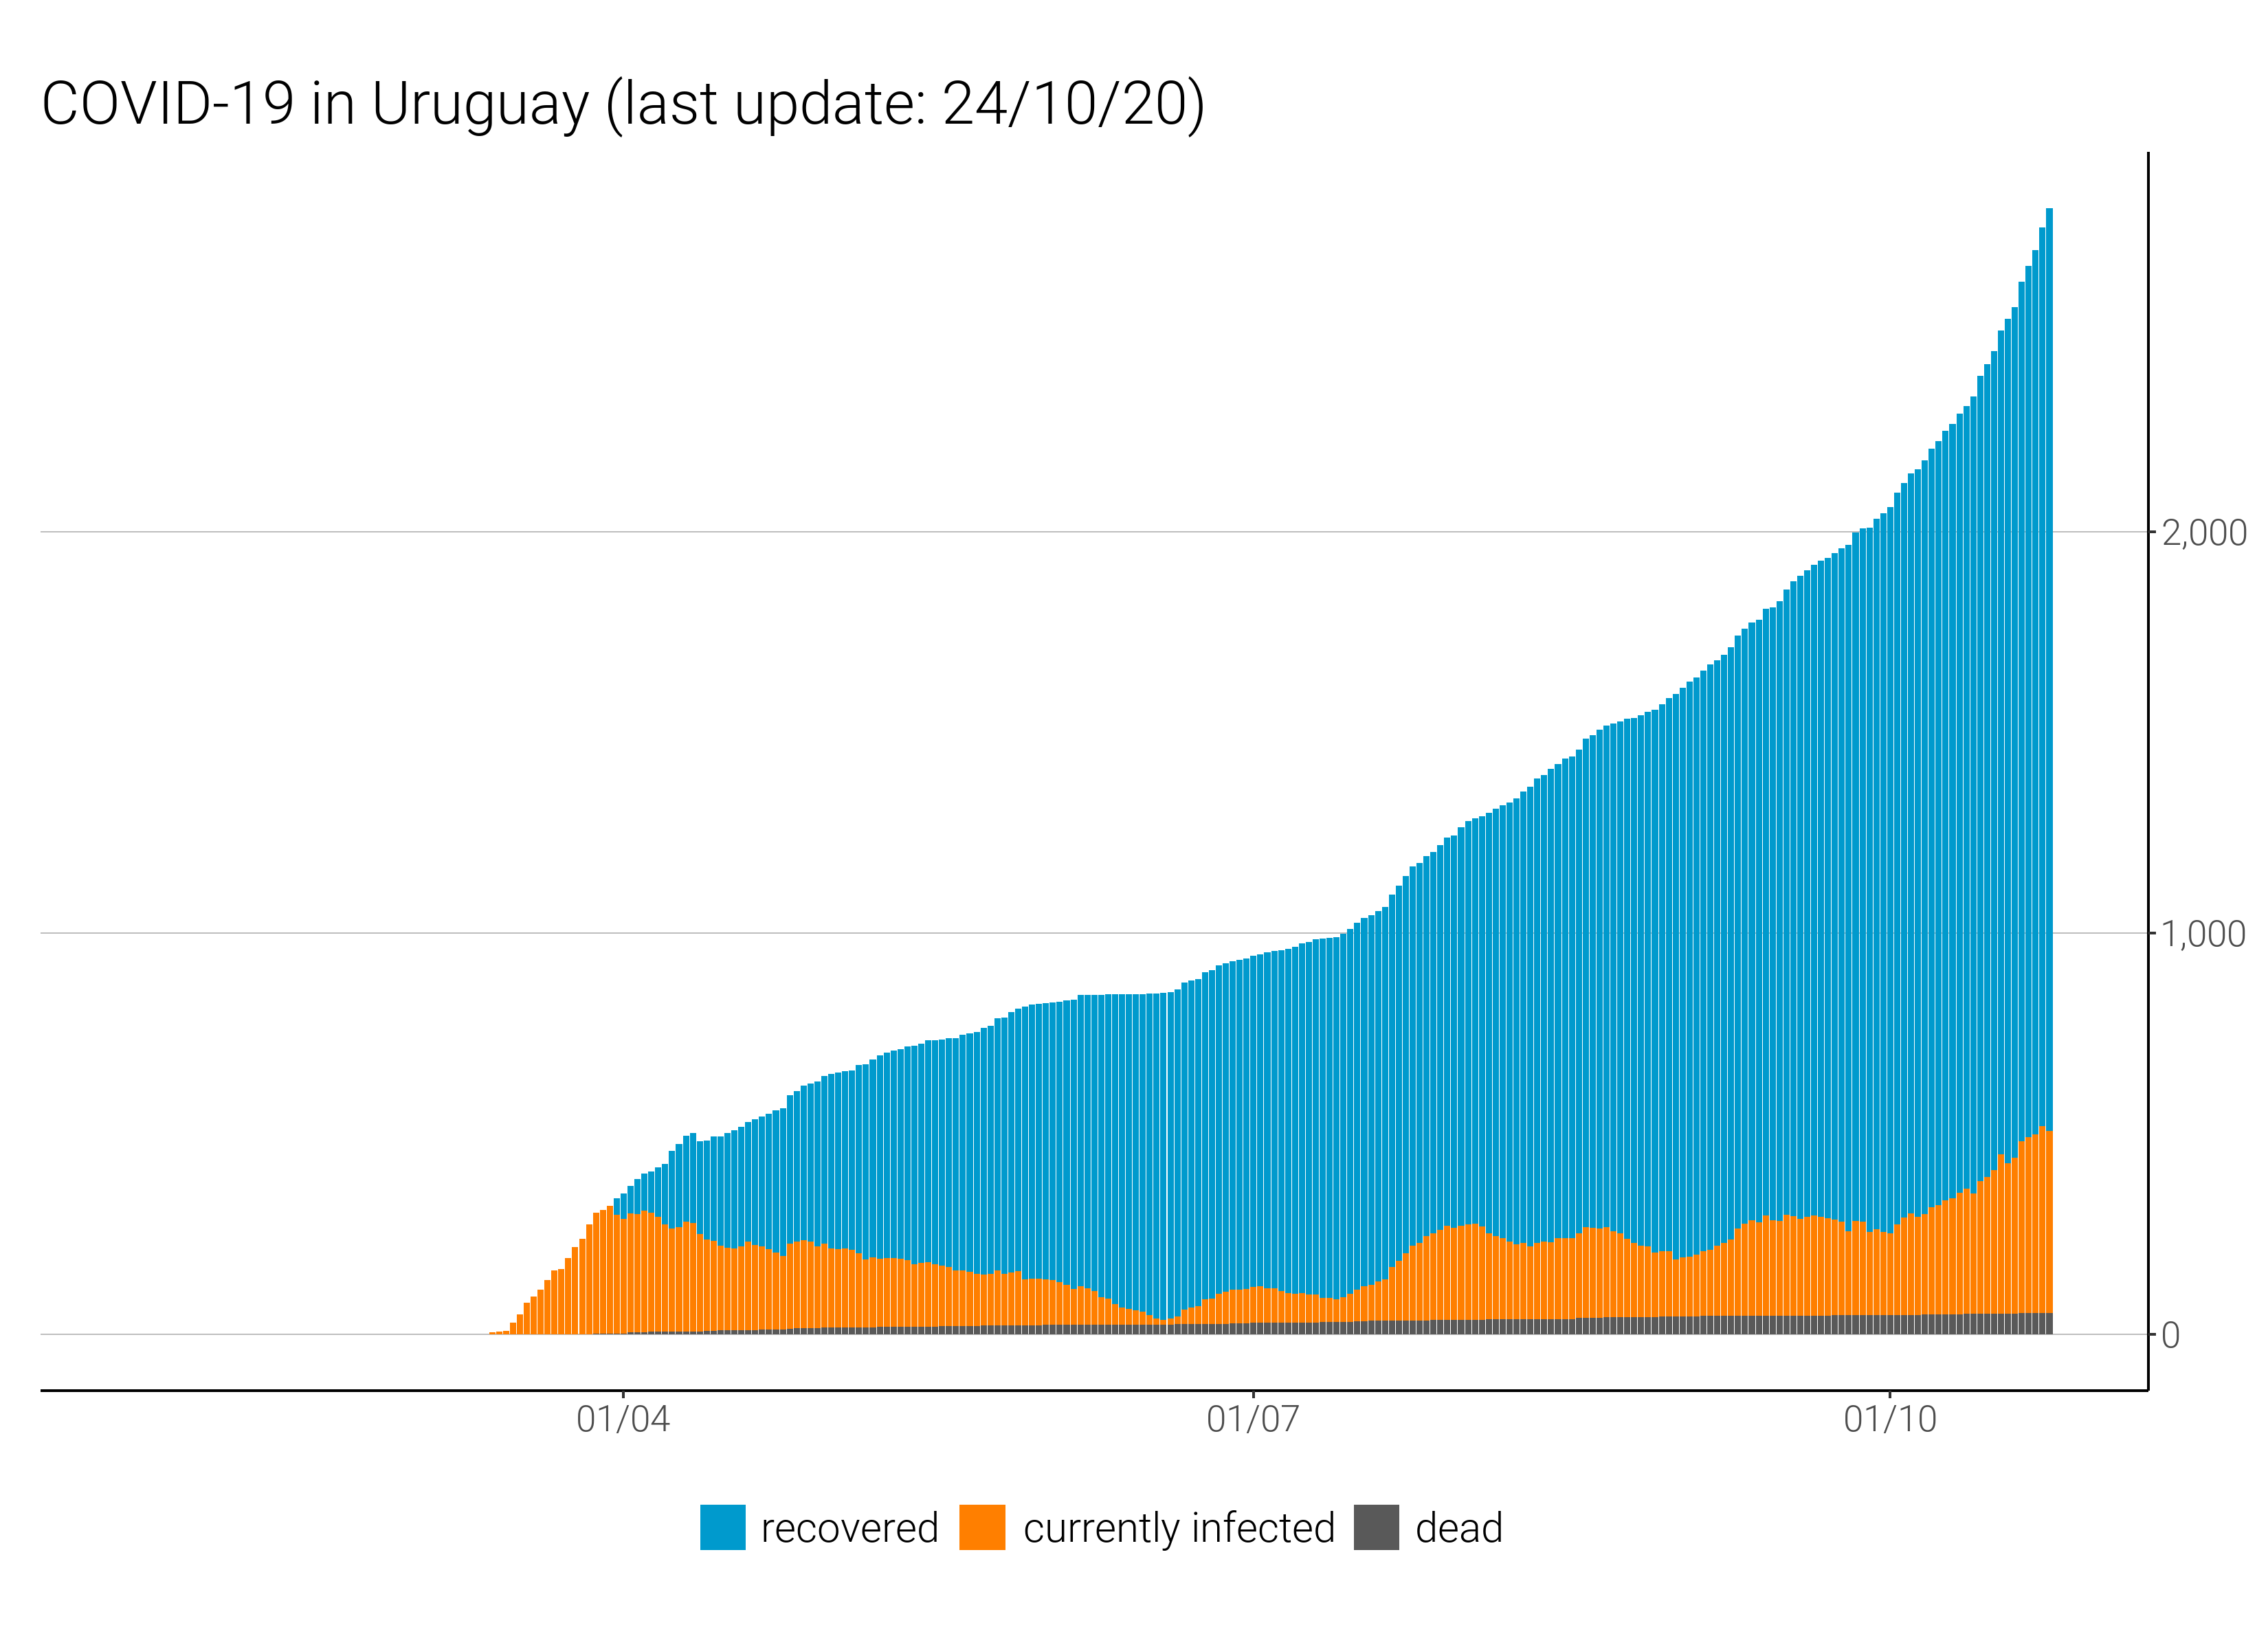 COVID-19 in Uruguay (last update: 24/10/20)
2,000
1,000
0
01/04 01/07 01/10
recovered currently infected dead